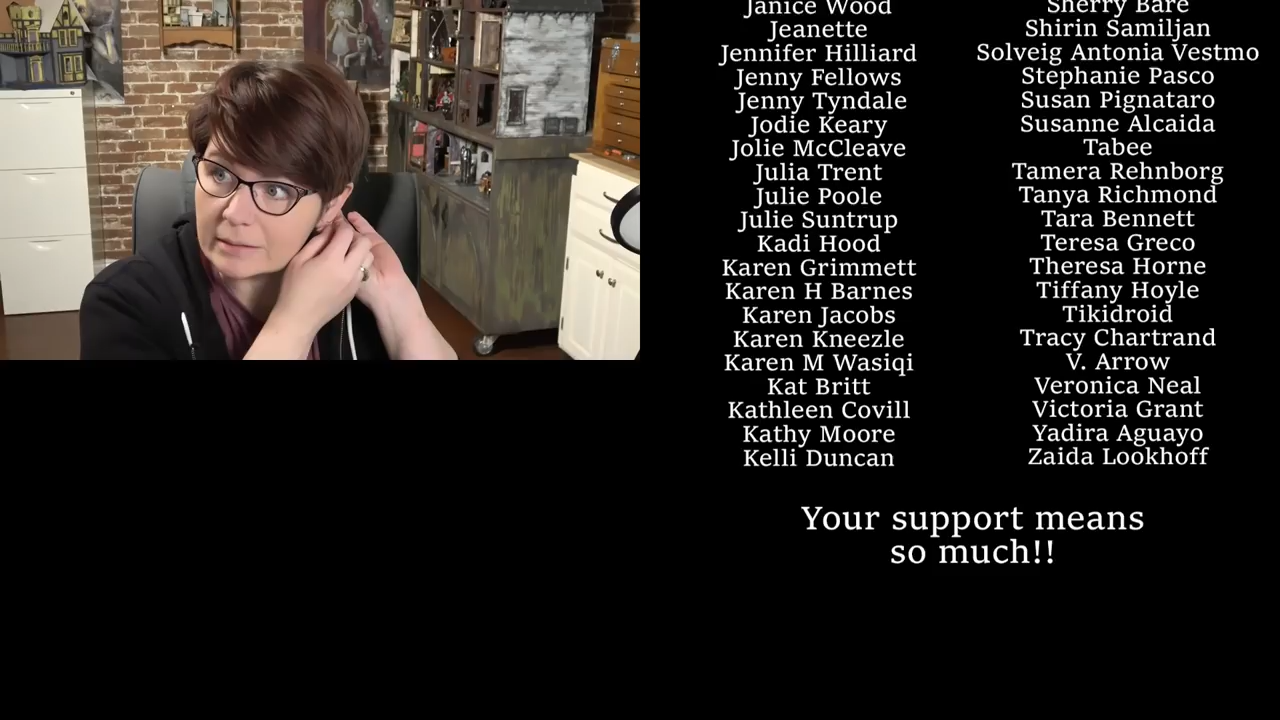 Janice Wood
Jeanette
Jennifer Hilliard
Jenny Fellows
Jenny Tyndale
Jodie Keary
Jolie McCleave
Julia Trent
Julie Poole
Julie Suntrup
Kadi Hood
Karen Grimmett
Karen H Barnes
Karen Jacobs
Karen Kneezle
Karen M Wasiqi
Kat Britt
Kathleen Covill
Kathy Moore
Kelli Duncan
Sherry Bare
Shirin Samiljan
Solveig Antonia Vestmo
Stephanie Pasco
Susan Pignataro
Susanne Alcaida
Tabee
Tamera Rehnborg
Tanya Richmond
Tara Bennett
Teresa Greco
Theresa Horne
Tiffany Hoyle
Tikidroid
Tracy Chartrand
V. Arrow
Veronica Neal
Victoria Grant
Yadira Aguayo
Zaida Lookhoff
Your support means
so much!!